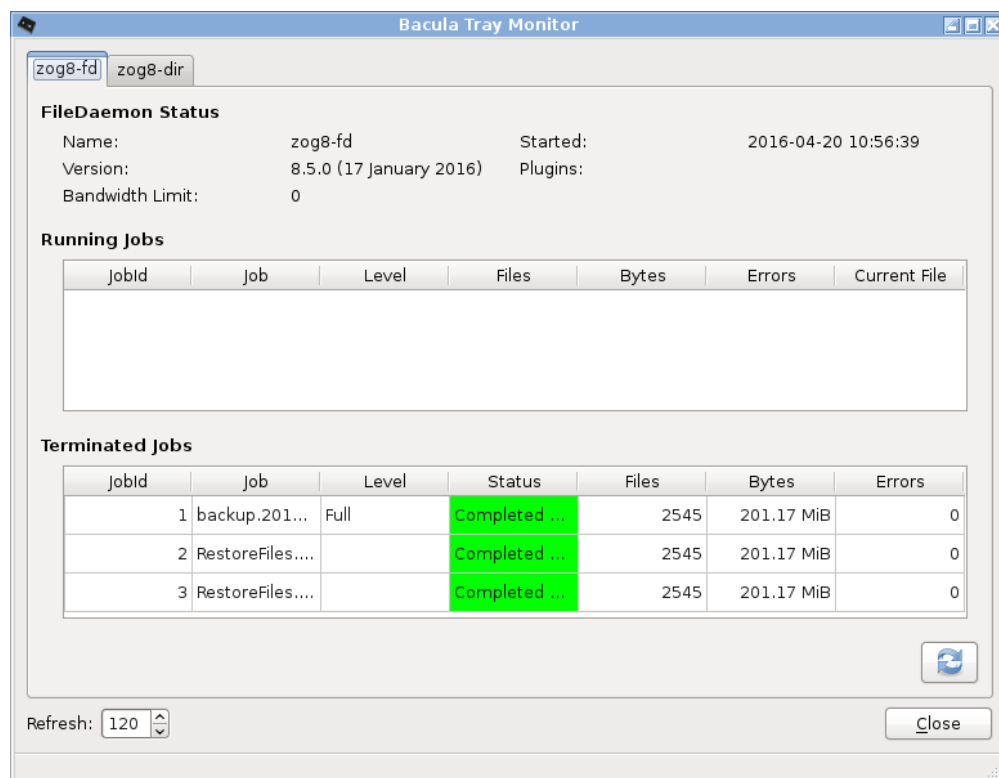 Bacula Tray Monitor
zog8-fd zog8-dir
FileDaemon Status
Name: zog8-fd Started: 2016-04-20 10:56:39
Version: 8.5.0 (17 January 2016) Plugins:
Bandwidth Limit: 0
Running Jobs
JobId Job Level Files Bytes Errors Current File
Terminated Jobs
JobId Job Level Status Files Bytes Errors
1 backup.201... Full Completed ... 2545 201.17 MiB 0
2 RestoreFiles.... Completed ... 2545 201.17 MiB 0
3 RestoreFiles.... Completed ... 2545 201.17 MiB 0
Refresh: 120 Close